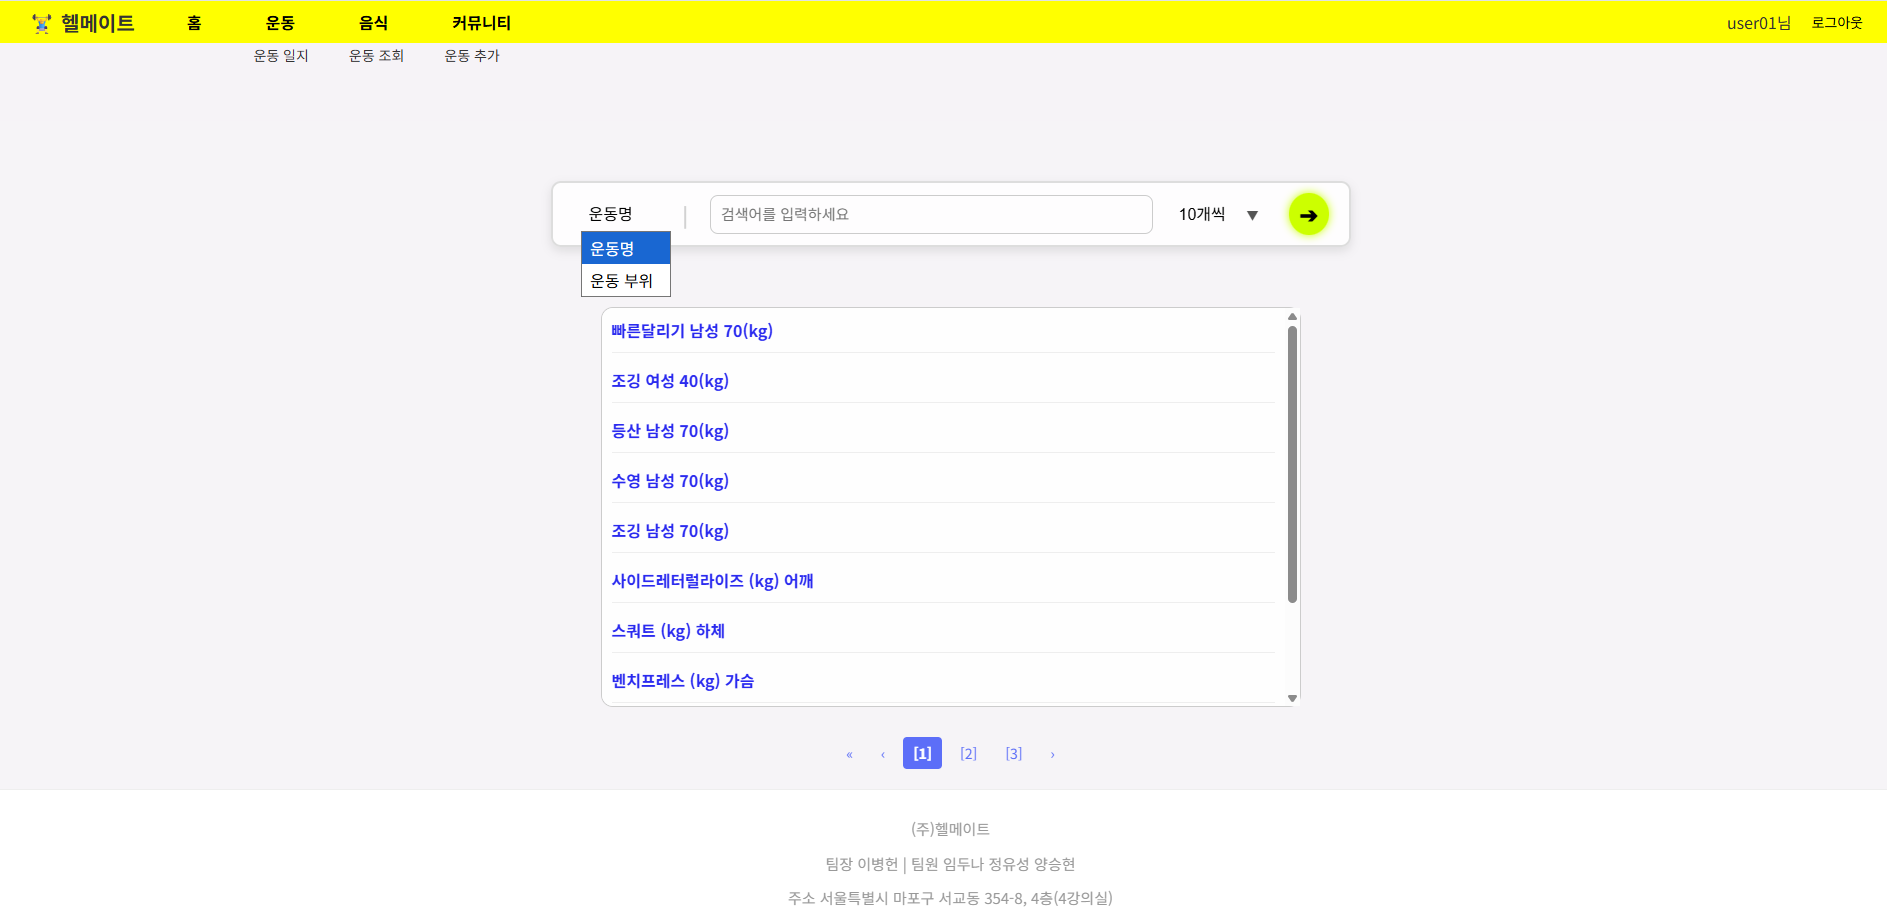 헬메이트 홈 운동 음식 커뮤니티 user01님 로그아웃
운동 일지 운동 조회 운동 추가
운동명 | 검색어를 입력하세요 10개씩 ▼ ➔
운동명
운동 부위
빠른달리기 남성 70(kg)
조깅 여성 40(kg)
등산 남성 70(kg)
수영 남성 70(kg)
조깅 남성 70(kg)
사이드레터럴라이즈 (kg) 어깨
스쿼트 (kg) 하체
벤치프레스 (kg) 가슴
« ‹ [1] [2] [3] ›
(주)헬메이트
팀장 이병헌 | 팀원 임두나 정유성 양승현
주소 서울특별시 마포구 서교동 354-8, 4층(4강의실)